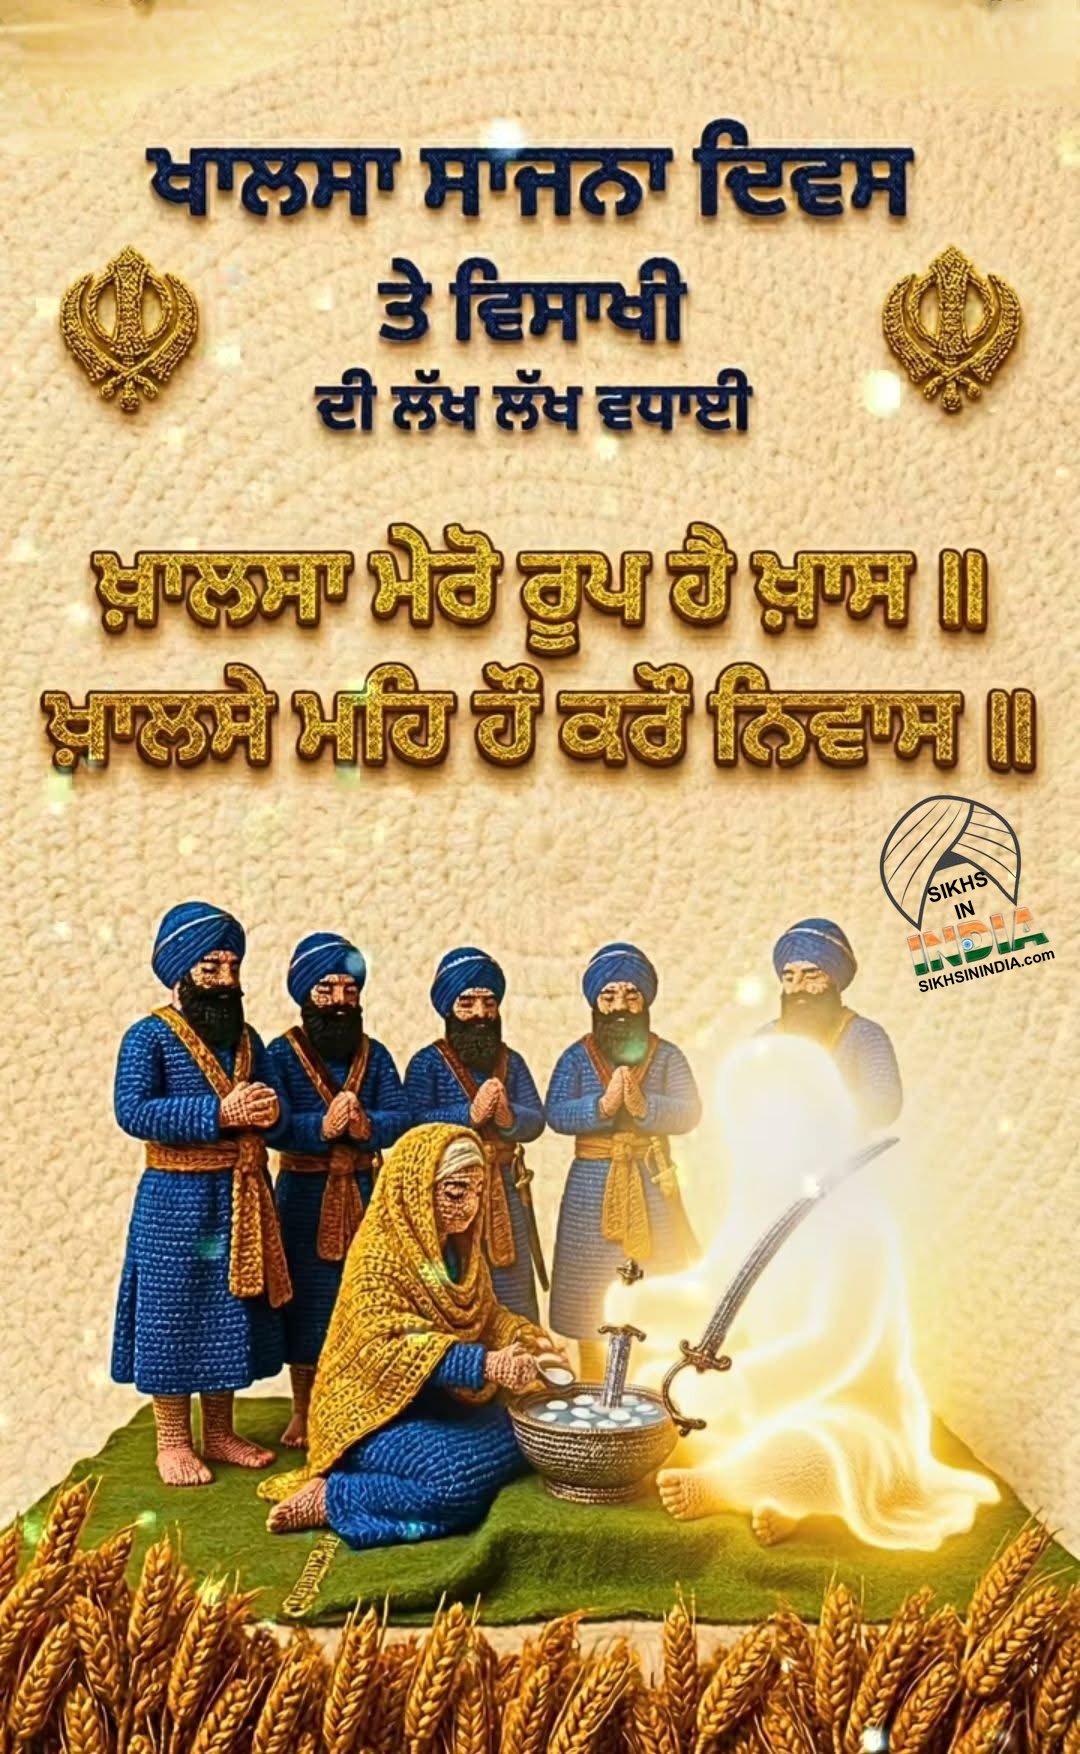 ਖਾਲਸਾ ਸਾਜਨਾ ਦਿਵਸ
ਤੇ ਵਿਸਾਖੀ
ਦੀ ਲੱਖ ਲੱਖ ਵਧਾਈ
ਖ਼ਾਲਸਾ ਮੇਰੋ ਰੂਪ ਹੈ ਖ਼ਾਸ ॥
ਖ਼ਾਲਸੇ ਮਹਿ ਹੌ ਕਰੌ ਨਿਵਾਸ ॥
SIKHS
IN
INDIA
SIKHSININDIA.com